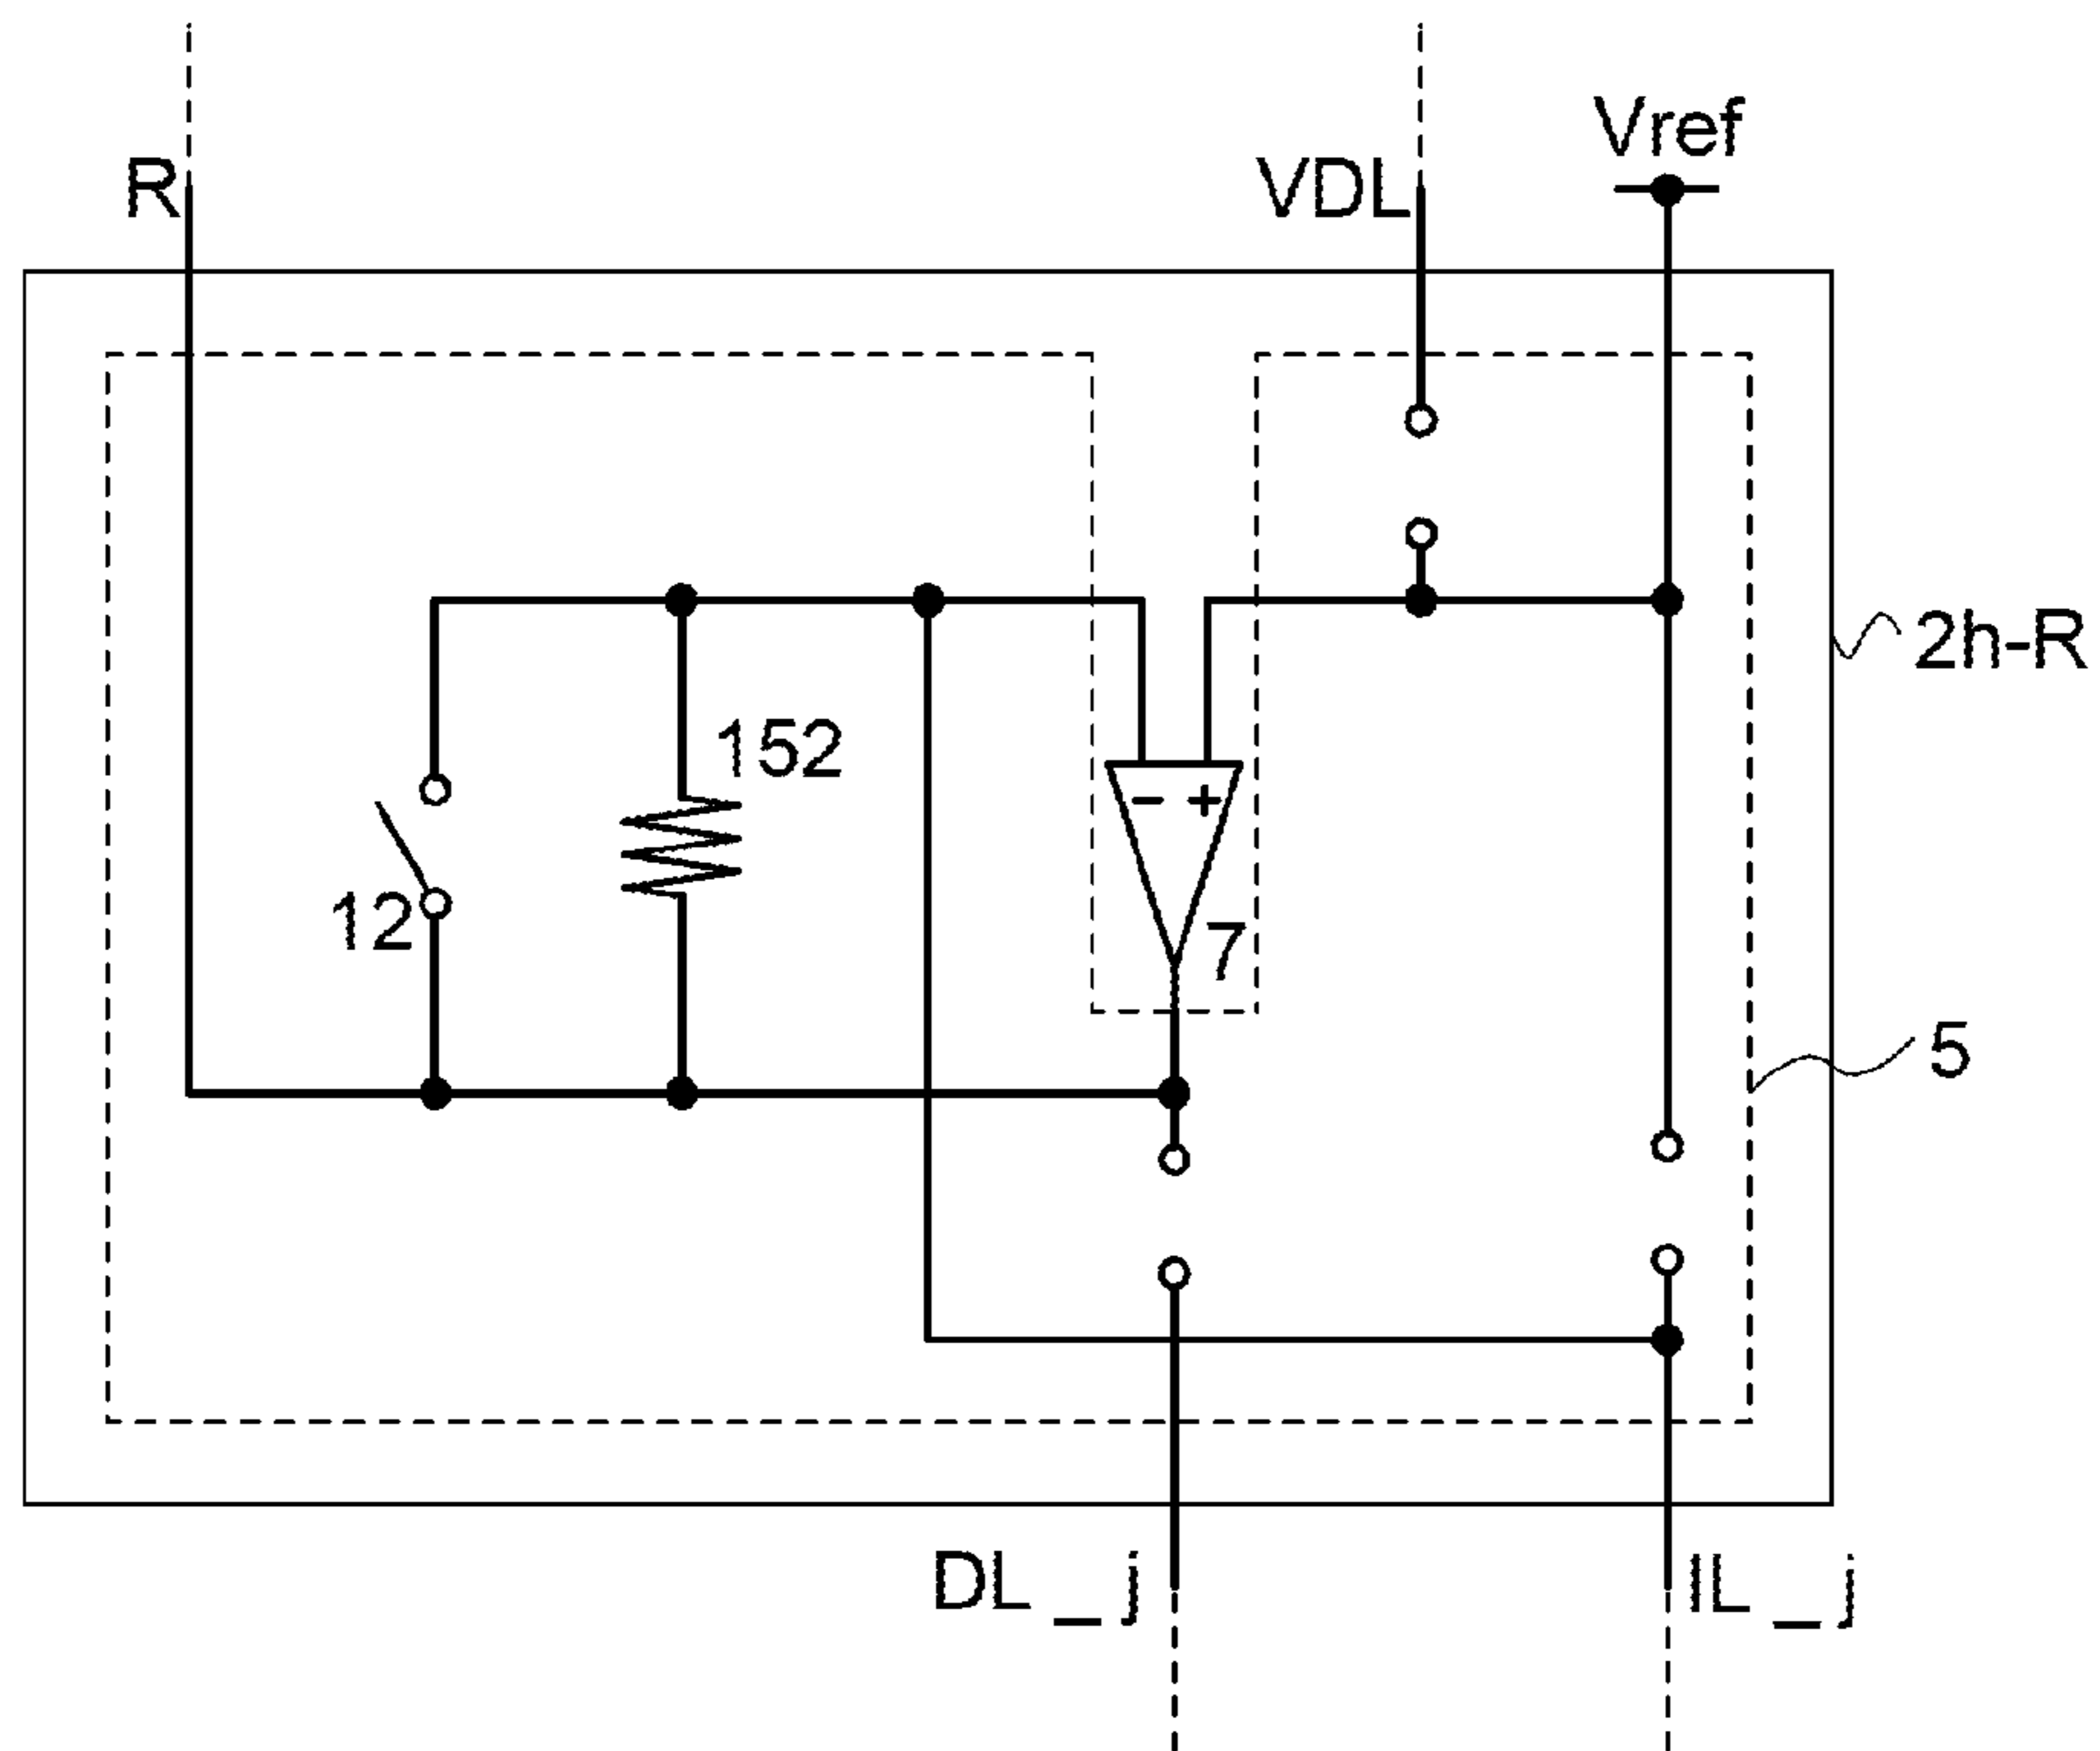 Vref
R
VDL
2h-R
152
- +
12
7
5
DL _ j
IL _ j